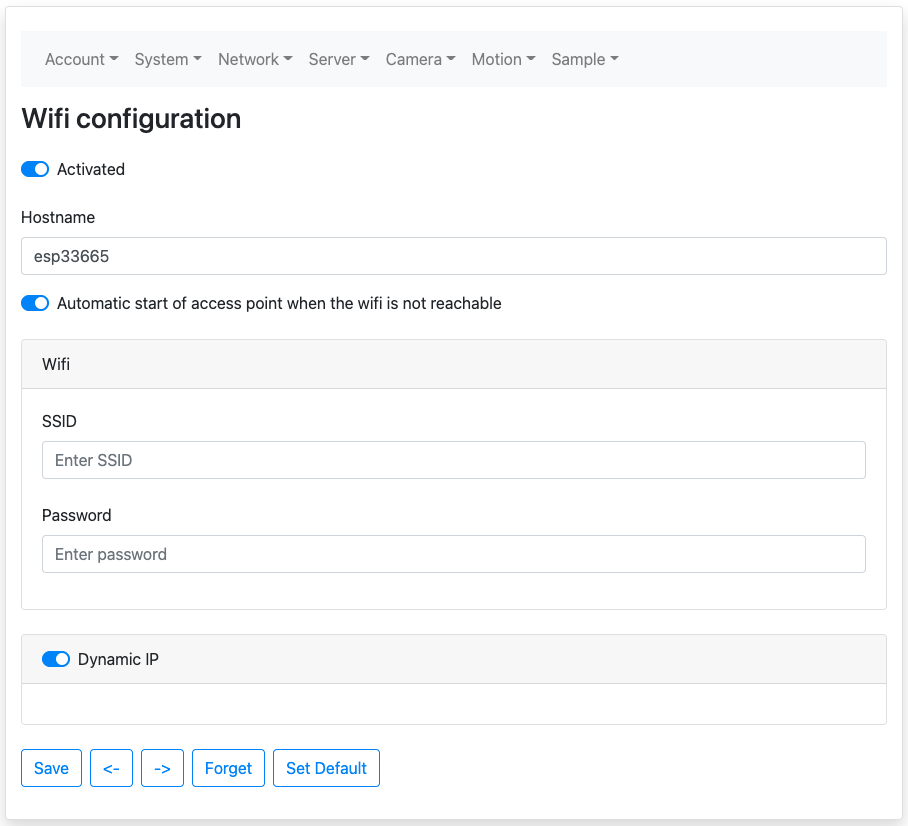 Account System Network Server Camera Motion Sample
Wifi configuration
Activated
Hostname
esp33665
Automatic start of access point when the wifi is not reachable
Wifi
SSID
Enter SSID
Password
Enter password
Dynamic IP
Save <- -> Forget Set Default